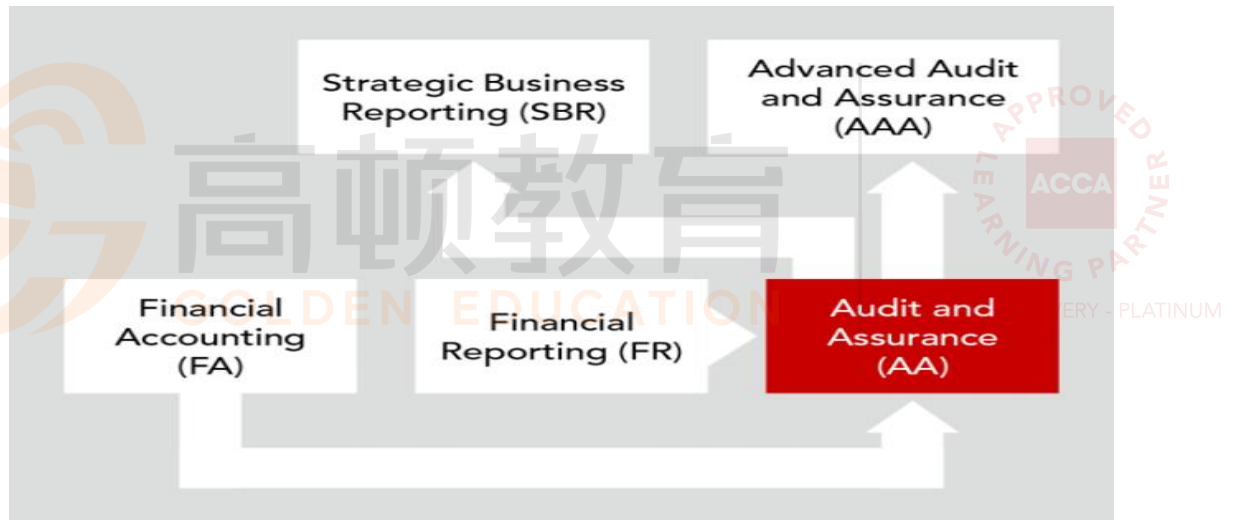 Strategic Business
Reporting (SBR)
Advanced Audit
and Assurance
(AAA)
APPROVED
LEARNING PARTNER
ACCA
高顿教育
GOLDEN EDUCATION
Financial
Accounting
(FA)
Financial
Reporting (FR)
Audit and
Assurance
(AA)
ERY - PLATINUM